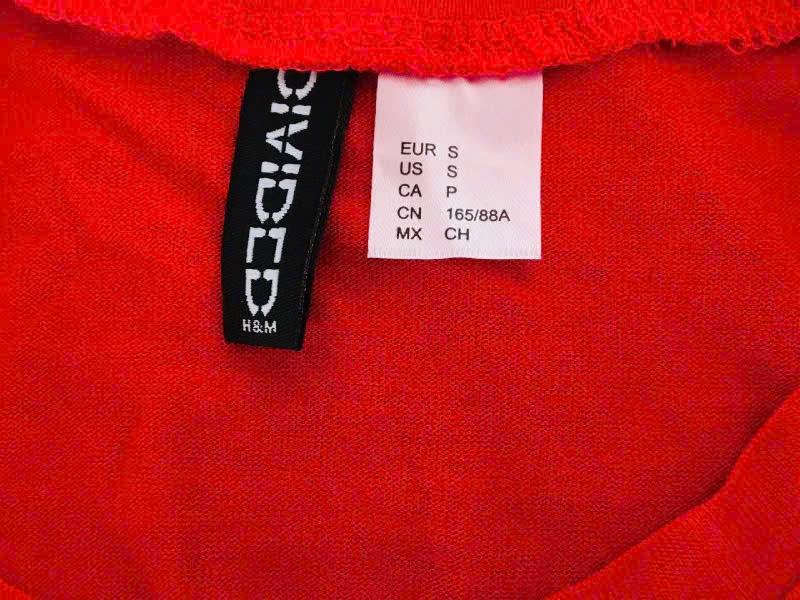 DIVIDED
H&M
EUR S
US S
CA P
CN 165/88A
MX CH